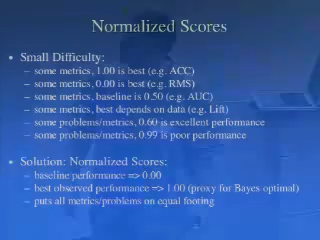 Normalized Scores
• Small Difficulty:
– some metrics, 1.00 is best (e.g. ACC)
– some metrics, 0.00 is best (e.g. RMS)
– some metrics, baseline is 0.50 (e.g. AUC)
– some metrics, best depends on data (e.g. Lift)
– some problems/metrics, 0.60 is excellent performance
– some problems/metrics, 0.99 is poor performance
• Solution: Normalized Scores:
– baseline performance => 0.00
– best observed performance => 1.00 (proxy for Bayes optimal)
– puts all metrics/problems on equal footing